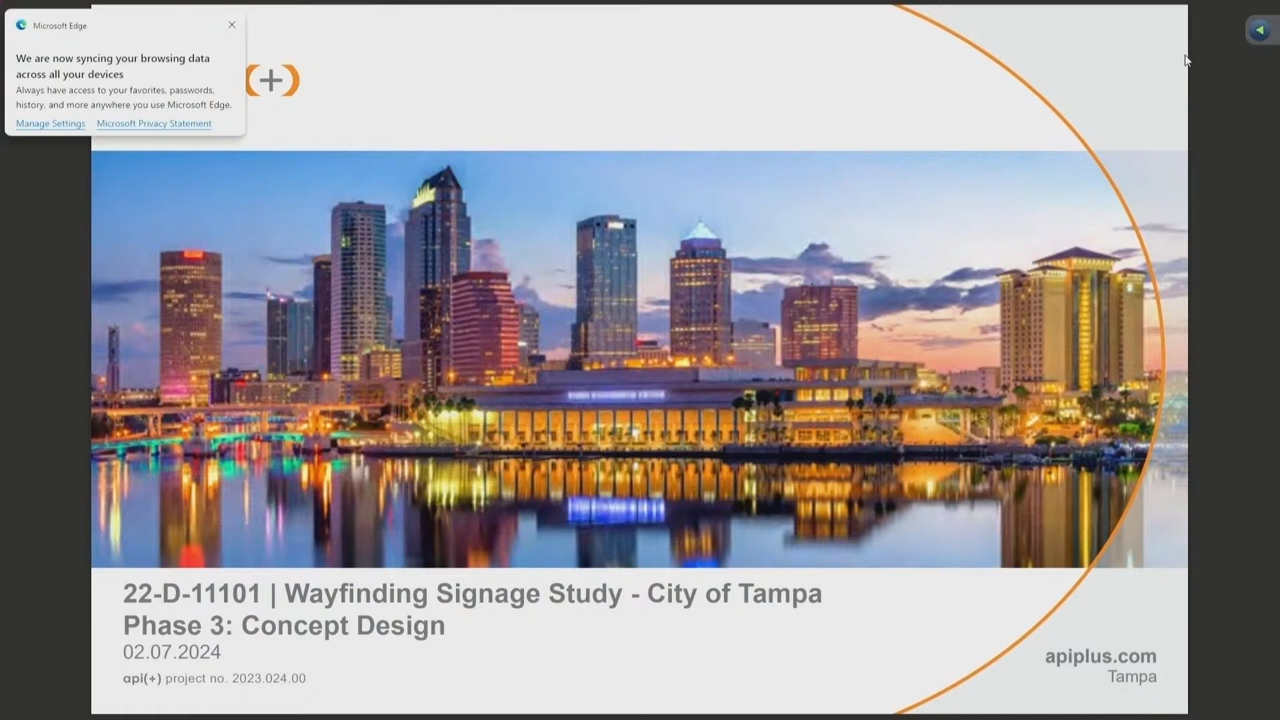 Microsoft Edge
We are now syncing your browsing data
across all your devices
Always have access to your favorites, passwords,
history, and more anywhere you use Microsoft Edge.
Manage Settings Microsoft Privacy Statement
(+)
22-D-11101 | Wayfinding Signage Study - City of Tampa
Phase 3: Concept Design
02.07.2024
api(+) project no. 2023.024.00
apiplus.com
Tampa